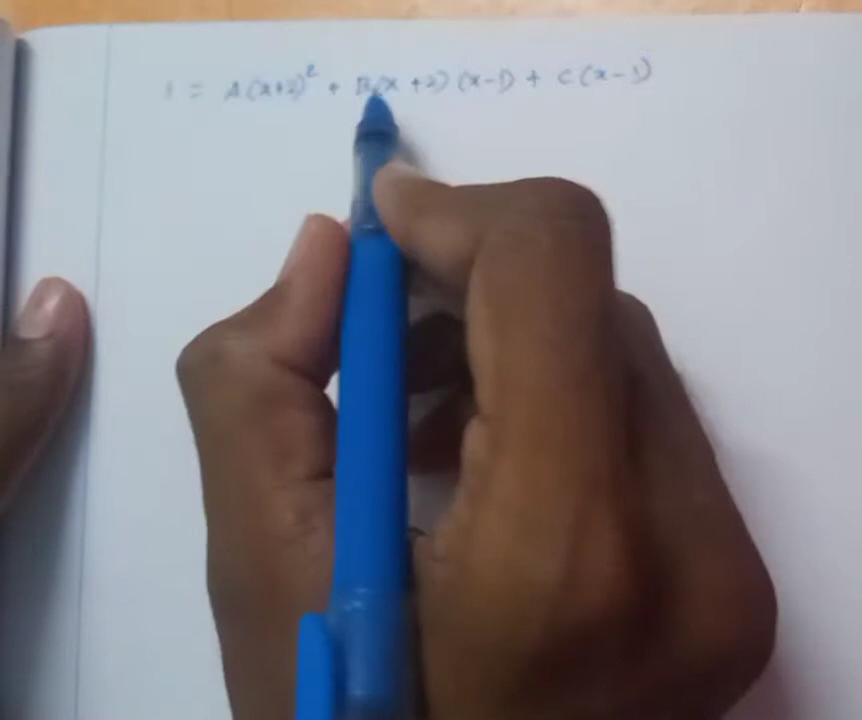 1 = A(x+2)² + B(x+2)(x-1) + C(x-1)